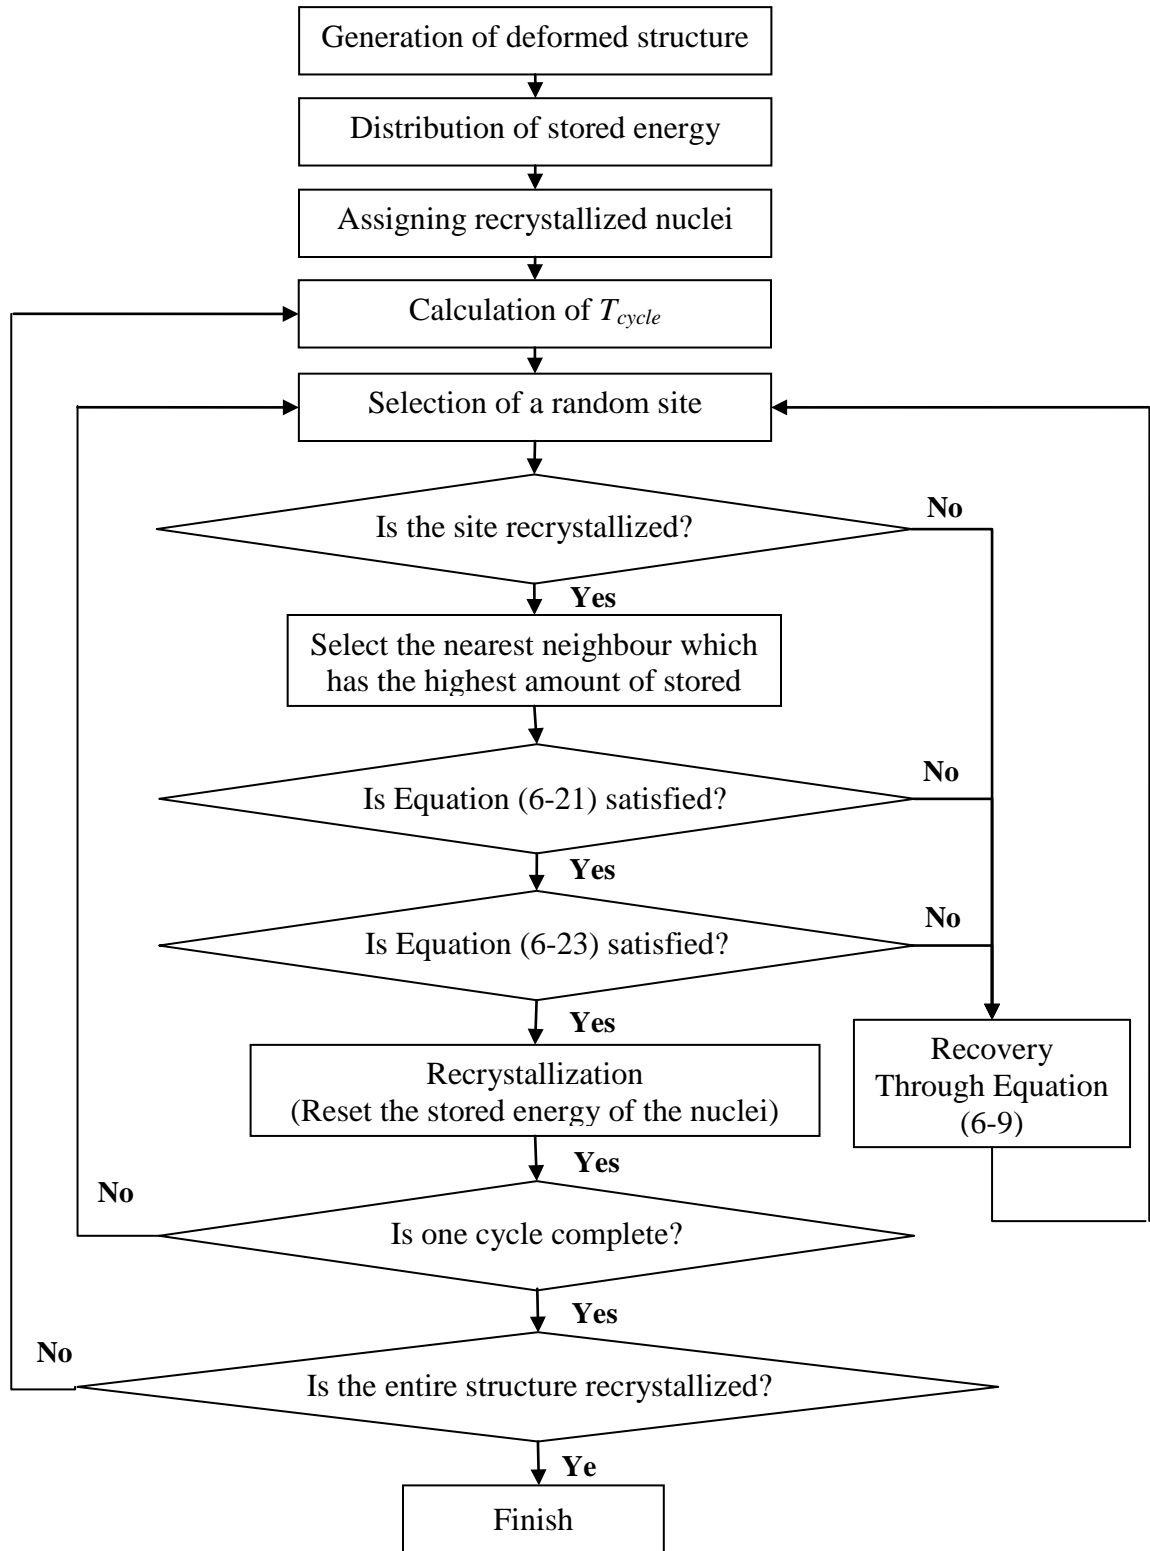 Generation of deformed structure
Distribution of stored energy
Assigning recrystallized nuclei
Calculation of Tcycle
Selection of a random site
Is the site recrystallized?
No
Yes
Select the nearest neighbour which
has the highest amount of stored
Is Equation (6-21) satisfied?
No
Yes
Is Equation (6-23) satisfied?
No
Yes
Recovery
Through Equation
(6-9)
Recrystallization
(Reset the stored energy of the nuclei)
Yes
No
Is one cycle complete?
Yes
No
Is the entire structure recrystallized?
Ye
Finish